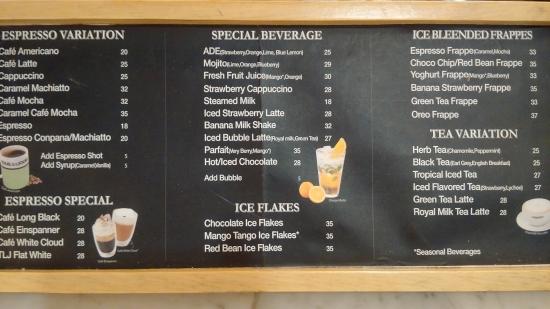 ESPRESSO VARIATION
Café Americano 20
Café Latte 25
Cappuccino 25
Caramel Machiatto 32
Café Mocha 32
Caramel Café Mocha 35
Espresso 18
Espresso Conpana/Machiatto 20
Add Espresso Shot 5
Add Syrup(Caramel/Vanilla) 5
ESPRESSO SPECIAL
Café Long Black 20
Café Einspanner 28
Café White Cloud 28
TLJ Flat White 28
Café Einspanner
SPECIAL BEVERAGE
ADE(Strawberry,Orange,Lime, Blue Lemon) 25
Mojito(Lime,Orange,Blueberry) 29
Fresh Fruit Juice(Mango*,Orange) 30
Strawberry Cappuccino 28
Steamed Milk 18
Iced Strawberry Latte 28
Banana Milk Shake 32
Iced Bubble Latte(Royal milk,Green Tea) 27
Parfait(Very Berry,Mango*) 35
Hot/Iced Chocolate 28
Add Bubble 5
ICE FLAKES
Chocolate Ice Flakes 35
Mango Tango Ice Flakes* 35
Red Bean Ice Flakes 35
ICE BLEENDED FRAPPES
Espresso Frappe(Caramel,Mocha) 33
Choco Chip/Red Bean Frappe 35
Yoghurt Frappe(Mango*,Blueberry) 33
Banana Strawberry Frappe 35
Green Tea Frappe 33
Oreo Frappe 37
TEA VARIATION
Herb Tea(Chamomile,Peppermint) 25
Black Tea(Earl Grey,English Breakfast) 25
Tropical Iced Tea 27
Iced Flavored Tea(Strawberry,Lychee) 27
Green Tea Latte 28
Royal Milk Tea Latte 28
*Seasonal Beverages